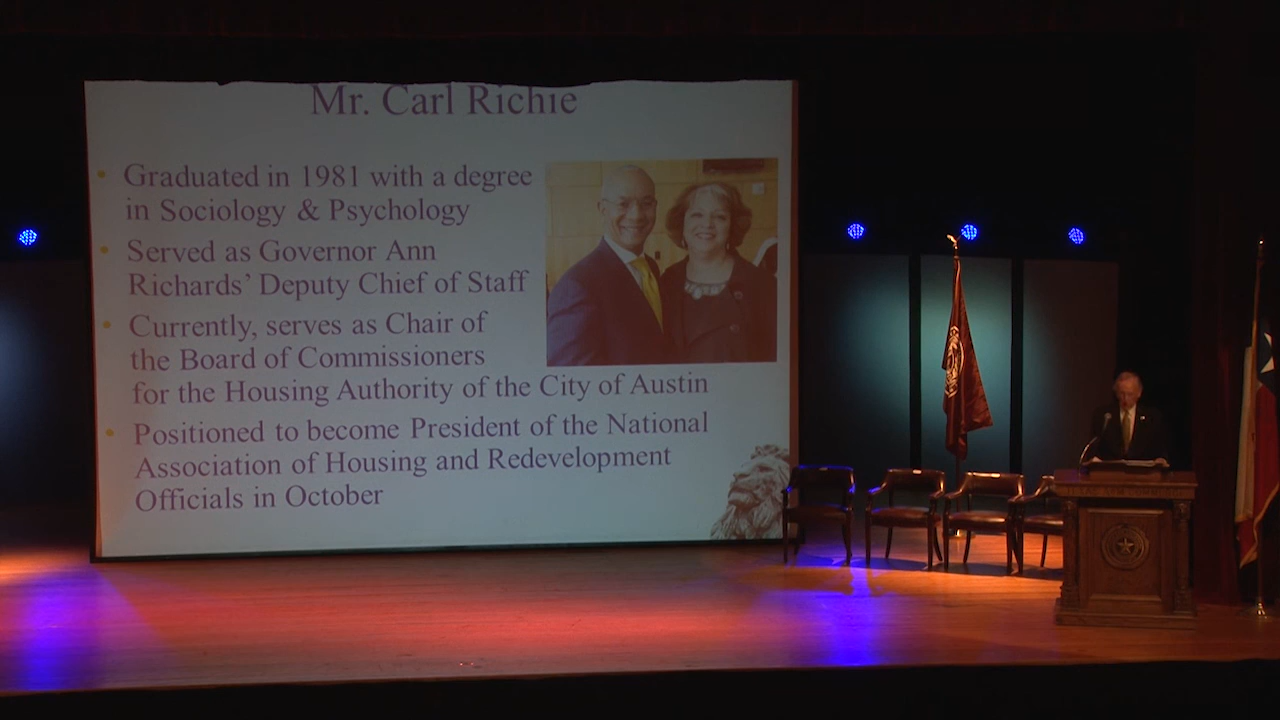 Mr. Carl Richie
• Graduated in 1981 with a degree
in Sociology & Psychology
• Served as Governor Ann
Richards’ Deputy Chief of Staff
• Currently, serves as Chair of
the Board of Commissioners
for the Housing Authority of the City of Austin
• Positioned to become President of the National
Association of Housing and Redevelopment
Officials in October